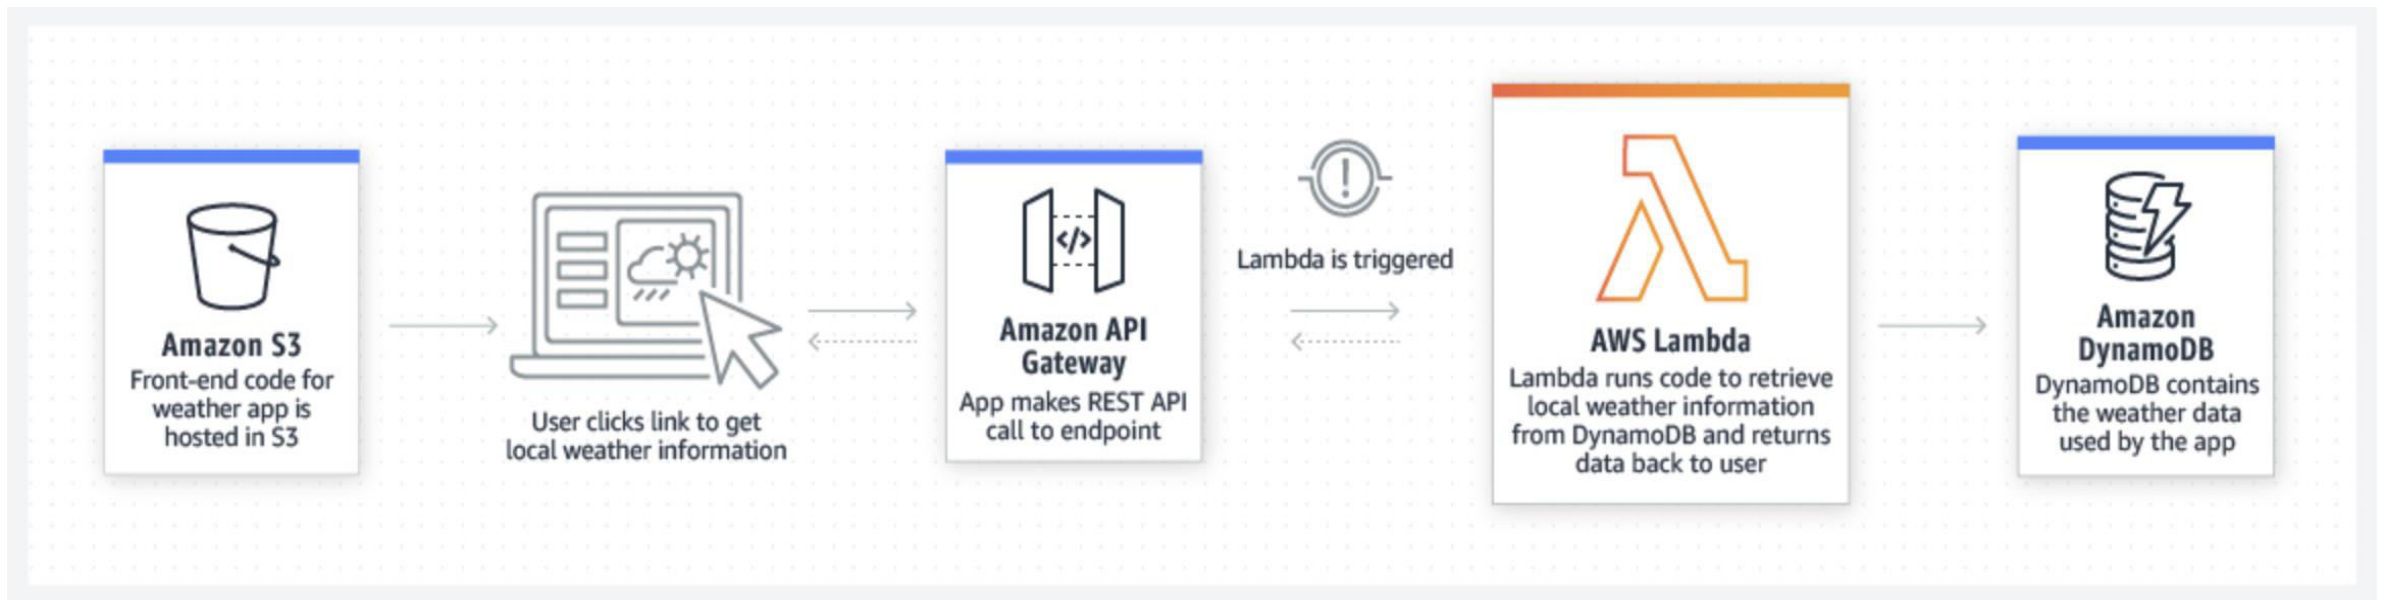 Amazon S3
Front-end code for
weather app is
hosted in S3
User clicks link to get
local weather information
</>
Amazon API
Gateway
App makes REST API
call to endpoint
Lambda is triggered
AWS Lambda
Lambda runs code to retrieve
local weather information
from DynamoDB and returns
data back to user
Amazon
DynamoDB
DynamoDB contains
the weather data
used by the app